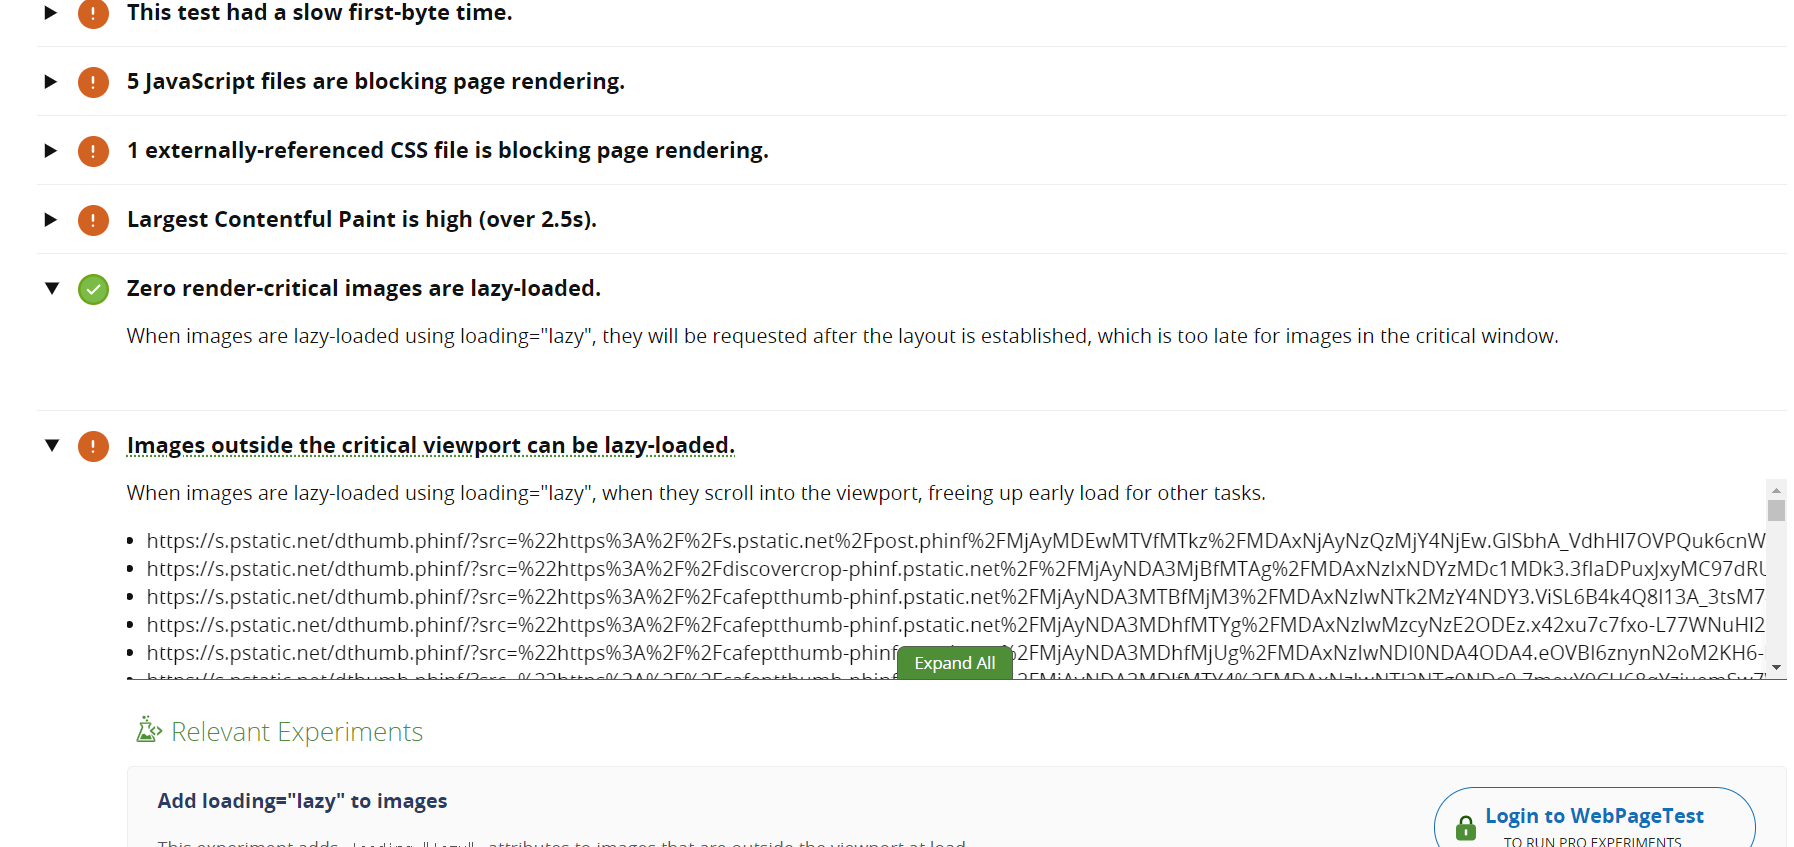 This test had a slow first-byte time.
5 JavaScript files are blocking page rendering.
1 externally-referenced CSS file is blocking page rendering.
Largest Contentful Paint is high (over 2.5s).
Zero render-critical images are lazy-loaded.
When images are lazy-loaded using loading="lazy", they will be requested after the layout is established, which is too late for images in the critical window.
Images outside the critical viewport can be lazy-loaded.
When images are lazy-loaded using loading="lazy", when they scroll into the viewport, freeing up early load for other tasks.
https://s.pstatic.net/dthumb.phinf/?src=%22https%3A%2F%2Fs.pstatic.net%2Fpost.phinf%2FMjAyMDEwMTVfMTkz%2FMDAxNjAyNzQzMjY4NjEw.GISbhA_VdhHI7OVPQuk6cnW
https://s.pstatic.net/dthumb.phinf/?src=%22https%3A%2F%2Fdiscovercrop-phinf.pstatic.net%2F%2FMjAyNDA3MjBfMTAg%2FMDAxNzIxNDYzMDc1MDk3.3flaDPuxJxyMC97dRU
https://s.pstatic.net/dthumb.phinf/?src=%22https%3A%2F%2Fcafeptthumb-phinf.pstatic.net%2FMjAyNDA3MTBfMjM3%2FMDAxNzIwNTk2MzY4NDY3.ViSL6B4k4Q8I13A_3tsM7
https://s.pstatic.net/dthumb.phinf/?src=%22https%3A%2F%2Fcafeptthumb-phinf.pstatic.net%2FMjAyNDA3MDhfMTYg%2FMDAxNzIwMzcyNzE2ODEz.x42xu7c7fxo-L77WNuHI2
https://s.pstatic.net/dthumb.phinf/?src=%22https%3A%2F%2Fcafeptthumb-phinf 2FMjAyNDA3MDhfMjUg%2FMDAxNzIwNDI0NDA4ODA4.eOVBI6znynN2oM2KH6-
Expand All
Relevant Experiments
Add loading="lazy" to images
Login to WebPageTest
TO RUN PRO EXPERIMENTS
This experiment adds loading="lazy" attributes to images that are outside the viewport at load.